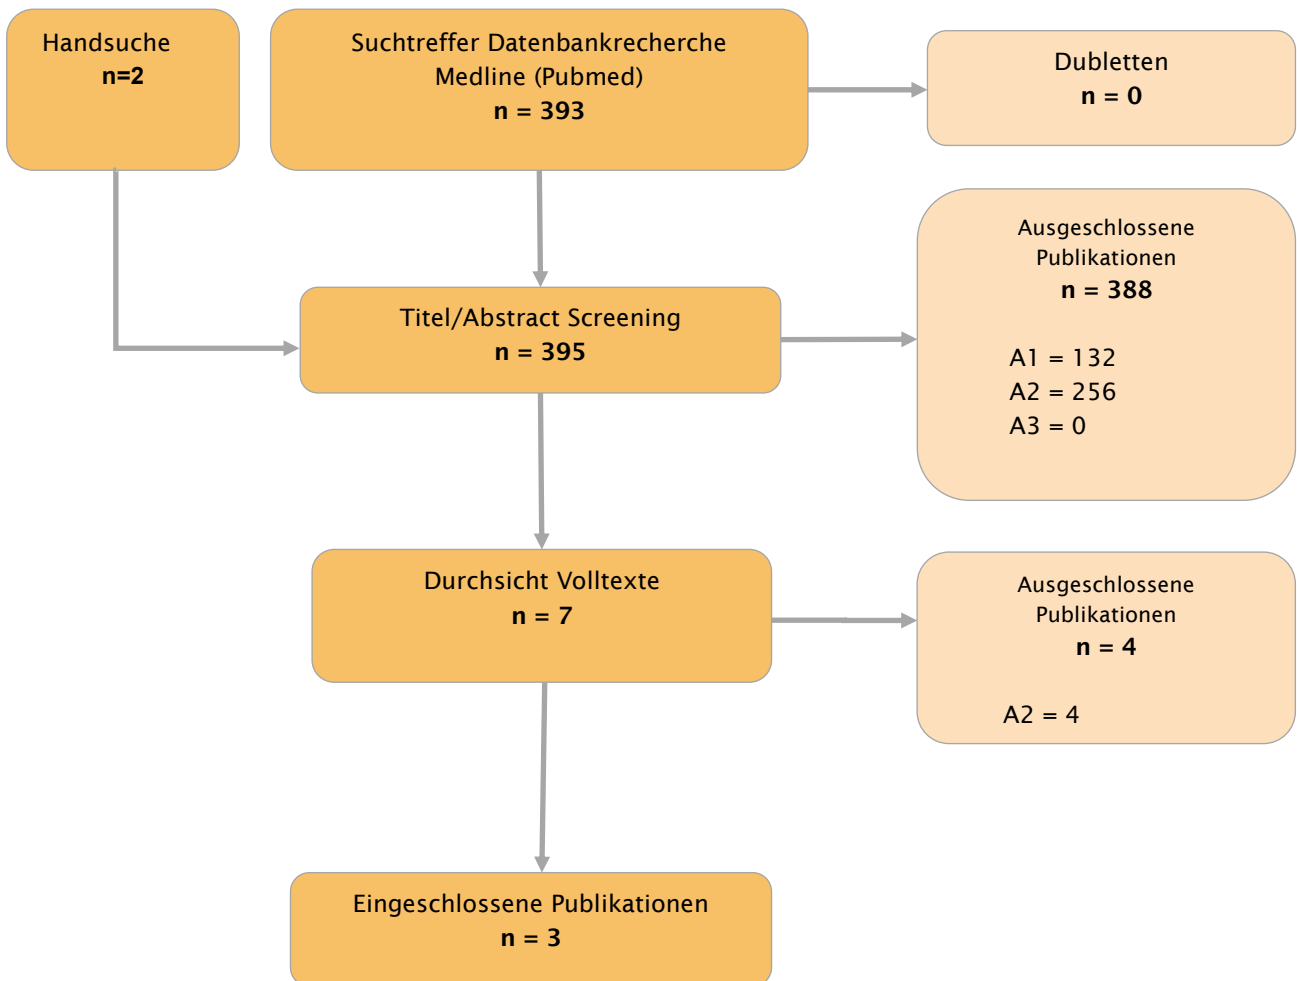 Handsuche
n=2
Suchtreffer Datenbankrecherche
Medline (Pubmed)
n = 393
Dubletten
n = 0
Titel/Abstract Screening
n = 395
Ausgeschlossene
Publikationen
n = 388
A1 = 132
A2 = 256
A3 = 0
Durchsicht Volltexte
n = 7
Ausgeschlossene
Publikationen
n = 4
A2 = 4
Eingeschlossene Publikationen
n = 3